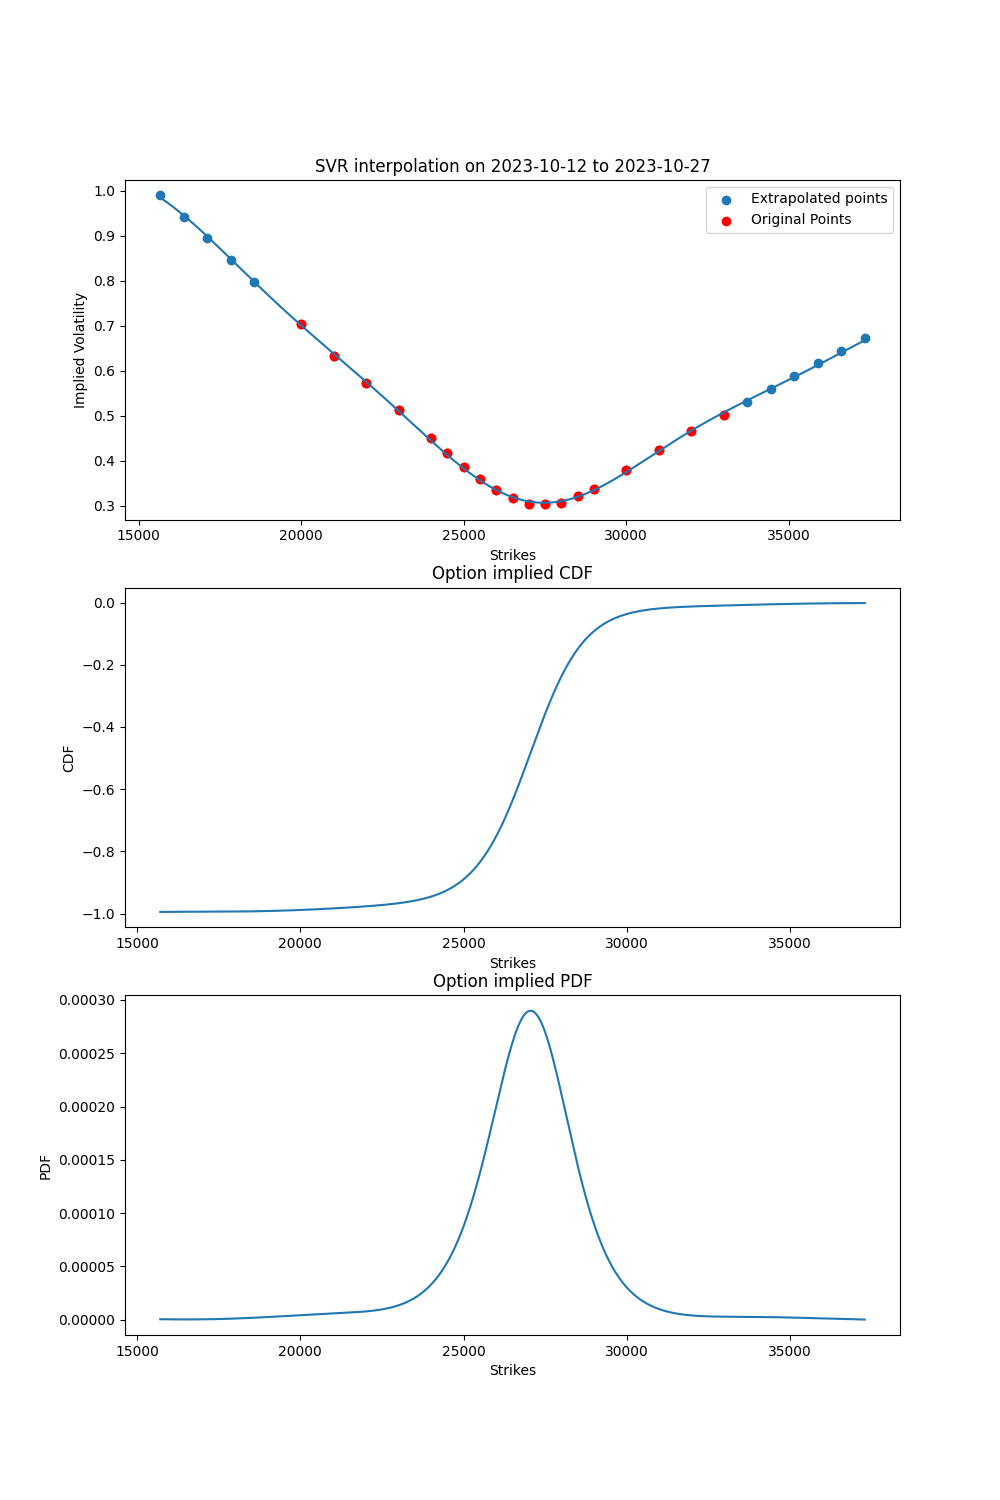 SVR interpolation on 2023-10-12 to 2023-10-27
Extrapolated points
Original Points
Implied Volatility
1.0
0.9
0.8
0.7
0.6
0.5
0.4
0.3
15000 20000 25000 30000 35000
Strikes
Option implied CDF
CDF
0.0
−0.2
−0.4
−0.6
−0.8
−1.0
15000 20000 25000 30000 35000
Strikes
Option implied PDF
PDF
0.00030
0.00025
0.00020
0.00015
0.00010
0.00005
0.00000
15000 20000 25000 30000 35000
Strikes